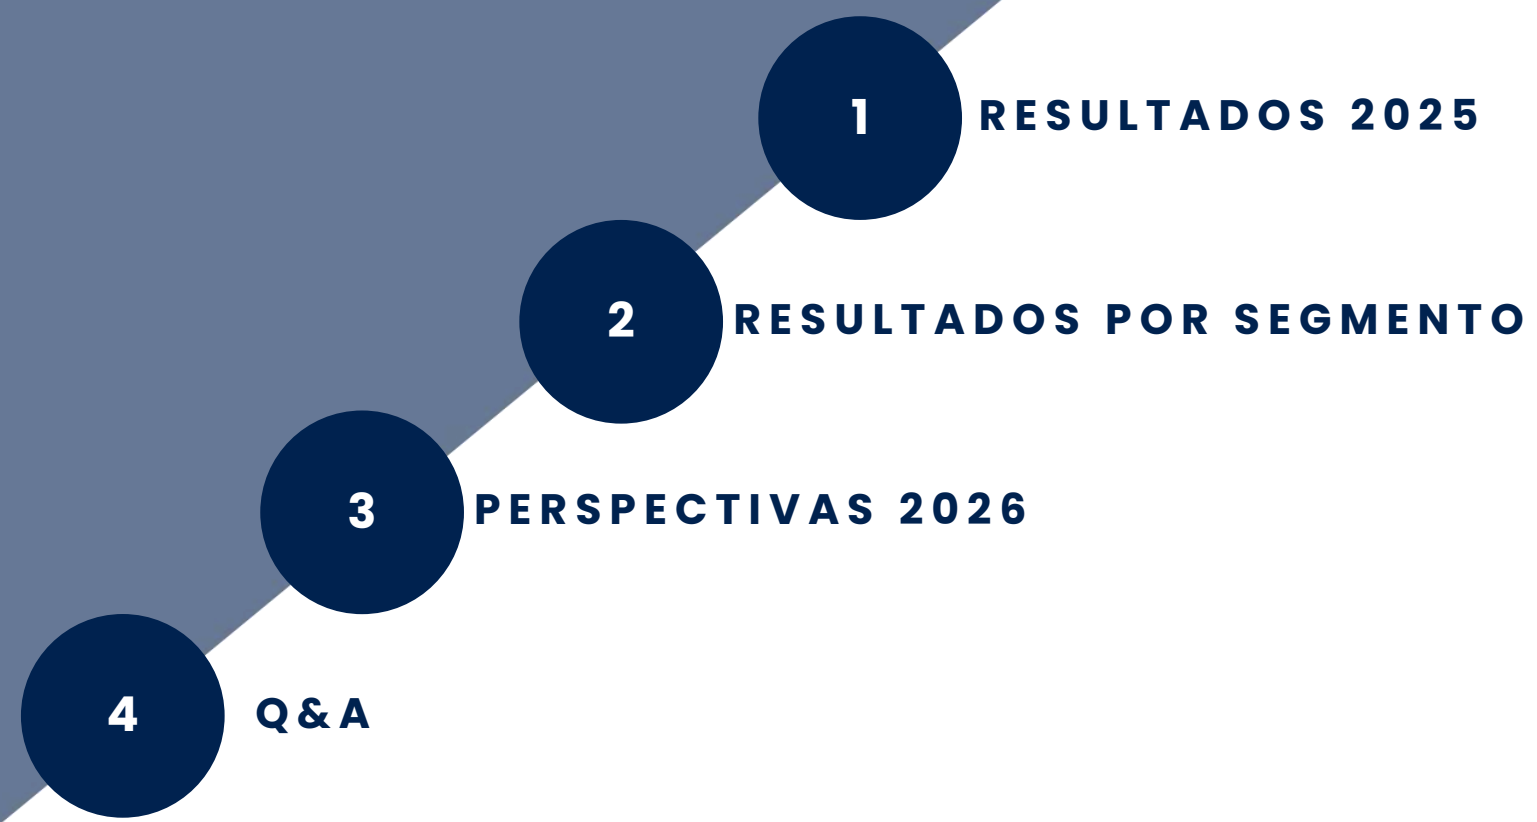 1 RESULTADOS 2025
2 RESULTADOS POR SEGMENTO
3 PERSPECTIVAS 2026
4 Q&A